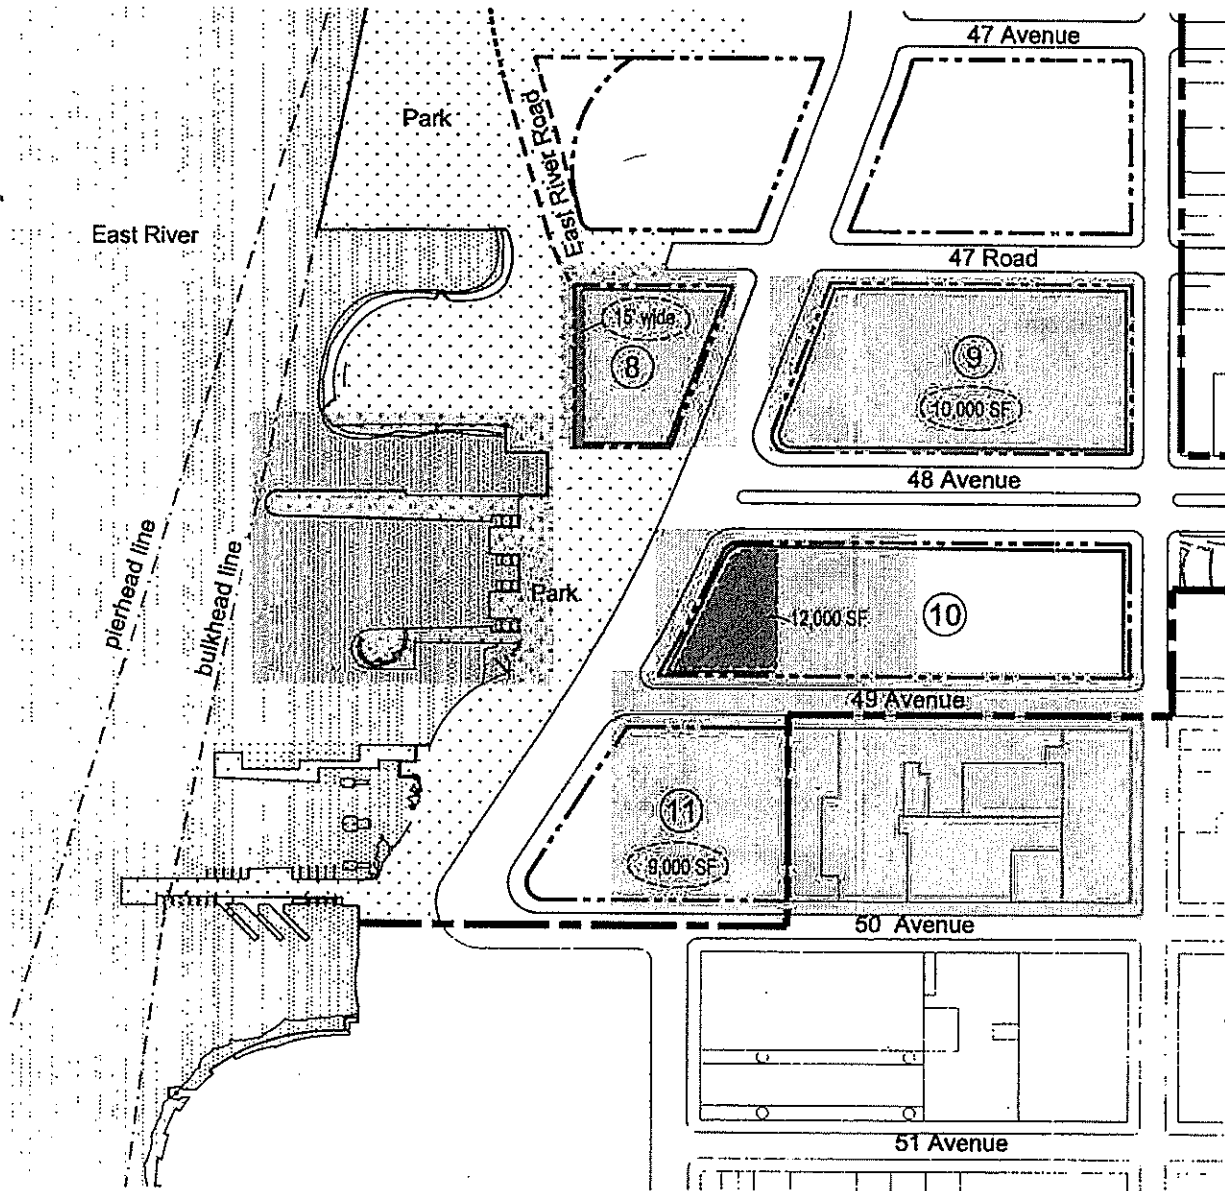 47 Avenue
Park
East River Road
East River
47 Road
15' wide
8
9
10,000 SF
48 Avenue
pierhead line
bulkhead line
Park
12,000 SF
10
49 Avenue
11
9,000 SF
50 Avenue
51 Avenue